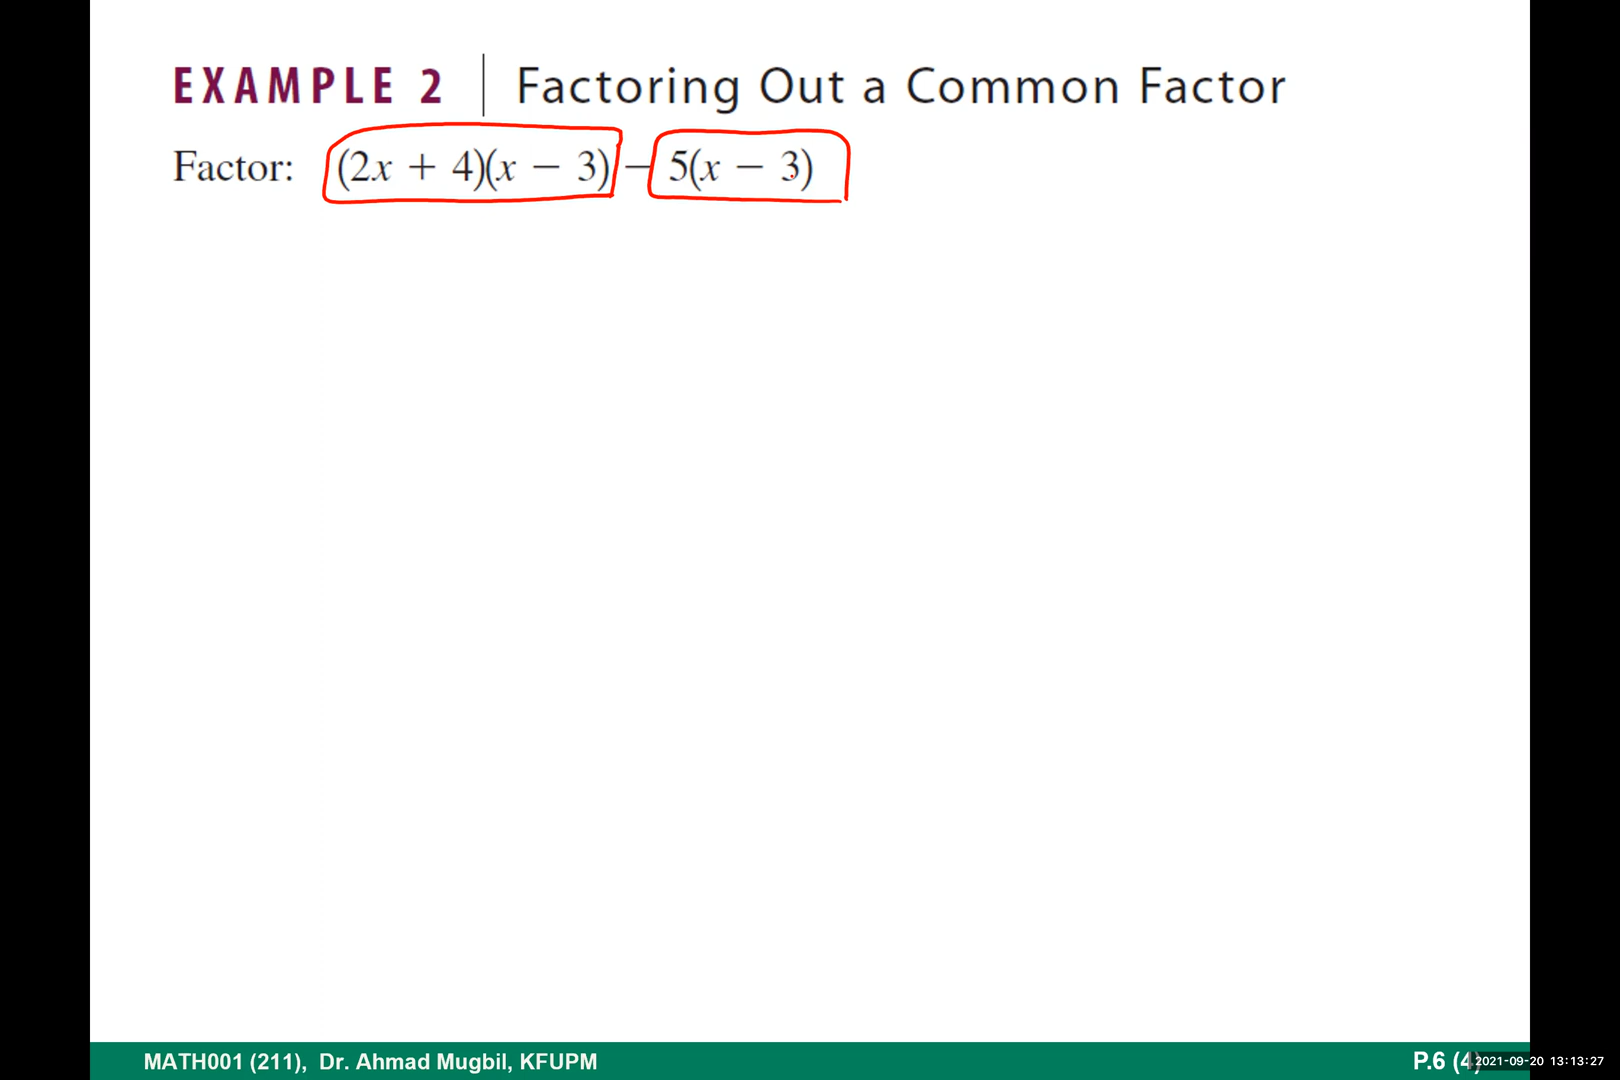 EXAMPLE 2 | Factoring Out a Common Factor
Factor: (2x + 4)(x − 3) − 5(x − 3)
MATH001 (211), Dr. Ahmad Mugbil, KFUPM
P.6 (4) 2021-09-20 13:13:27